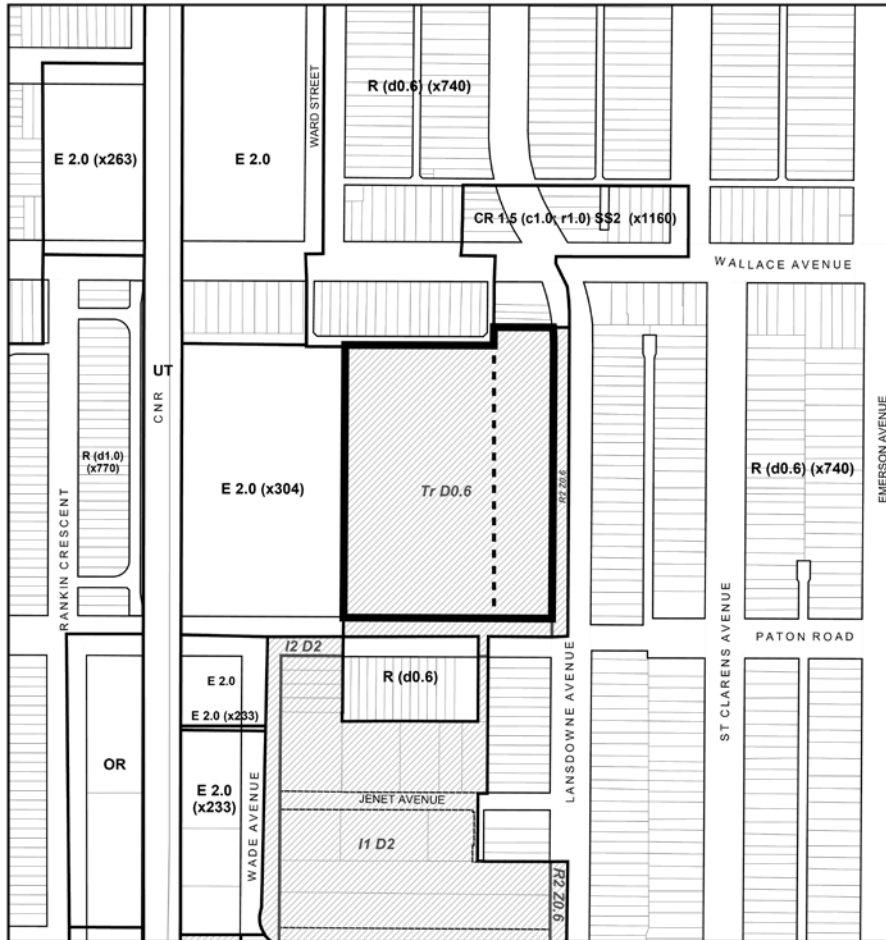 WARD STREET
R (d0.6) (x740)
E 2.0 (x263)
E 2.0
CR 1.5 (c1.0; r1.0) SS2 (x1160)
WALLACE AVENUE
UT
CNR
R (d1.0)
(x770)
E 2.0 (x304)
Tr D0.6
R2 Z0.6
R (d0.6) (x740)
EMERSON AVENUE
RANKIN CRESCENT
PATON ROAD
I2 D2
R (d0.6)
E 2.0
E 2.0 (x233)
LANSDOWNE AVENUE
ST CLARENS AVENUE
OR
E 2.0
(x233)
WADE AVENUE
JENET AVENUE
I1 D2
R2 Z0.6